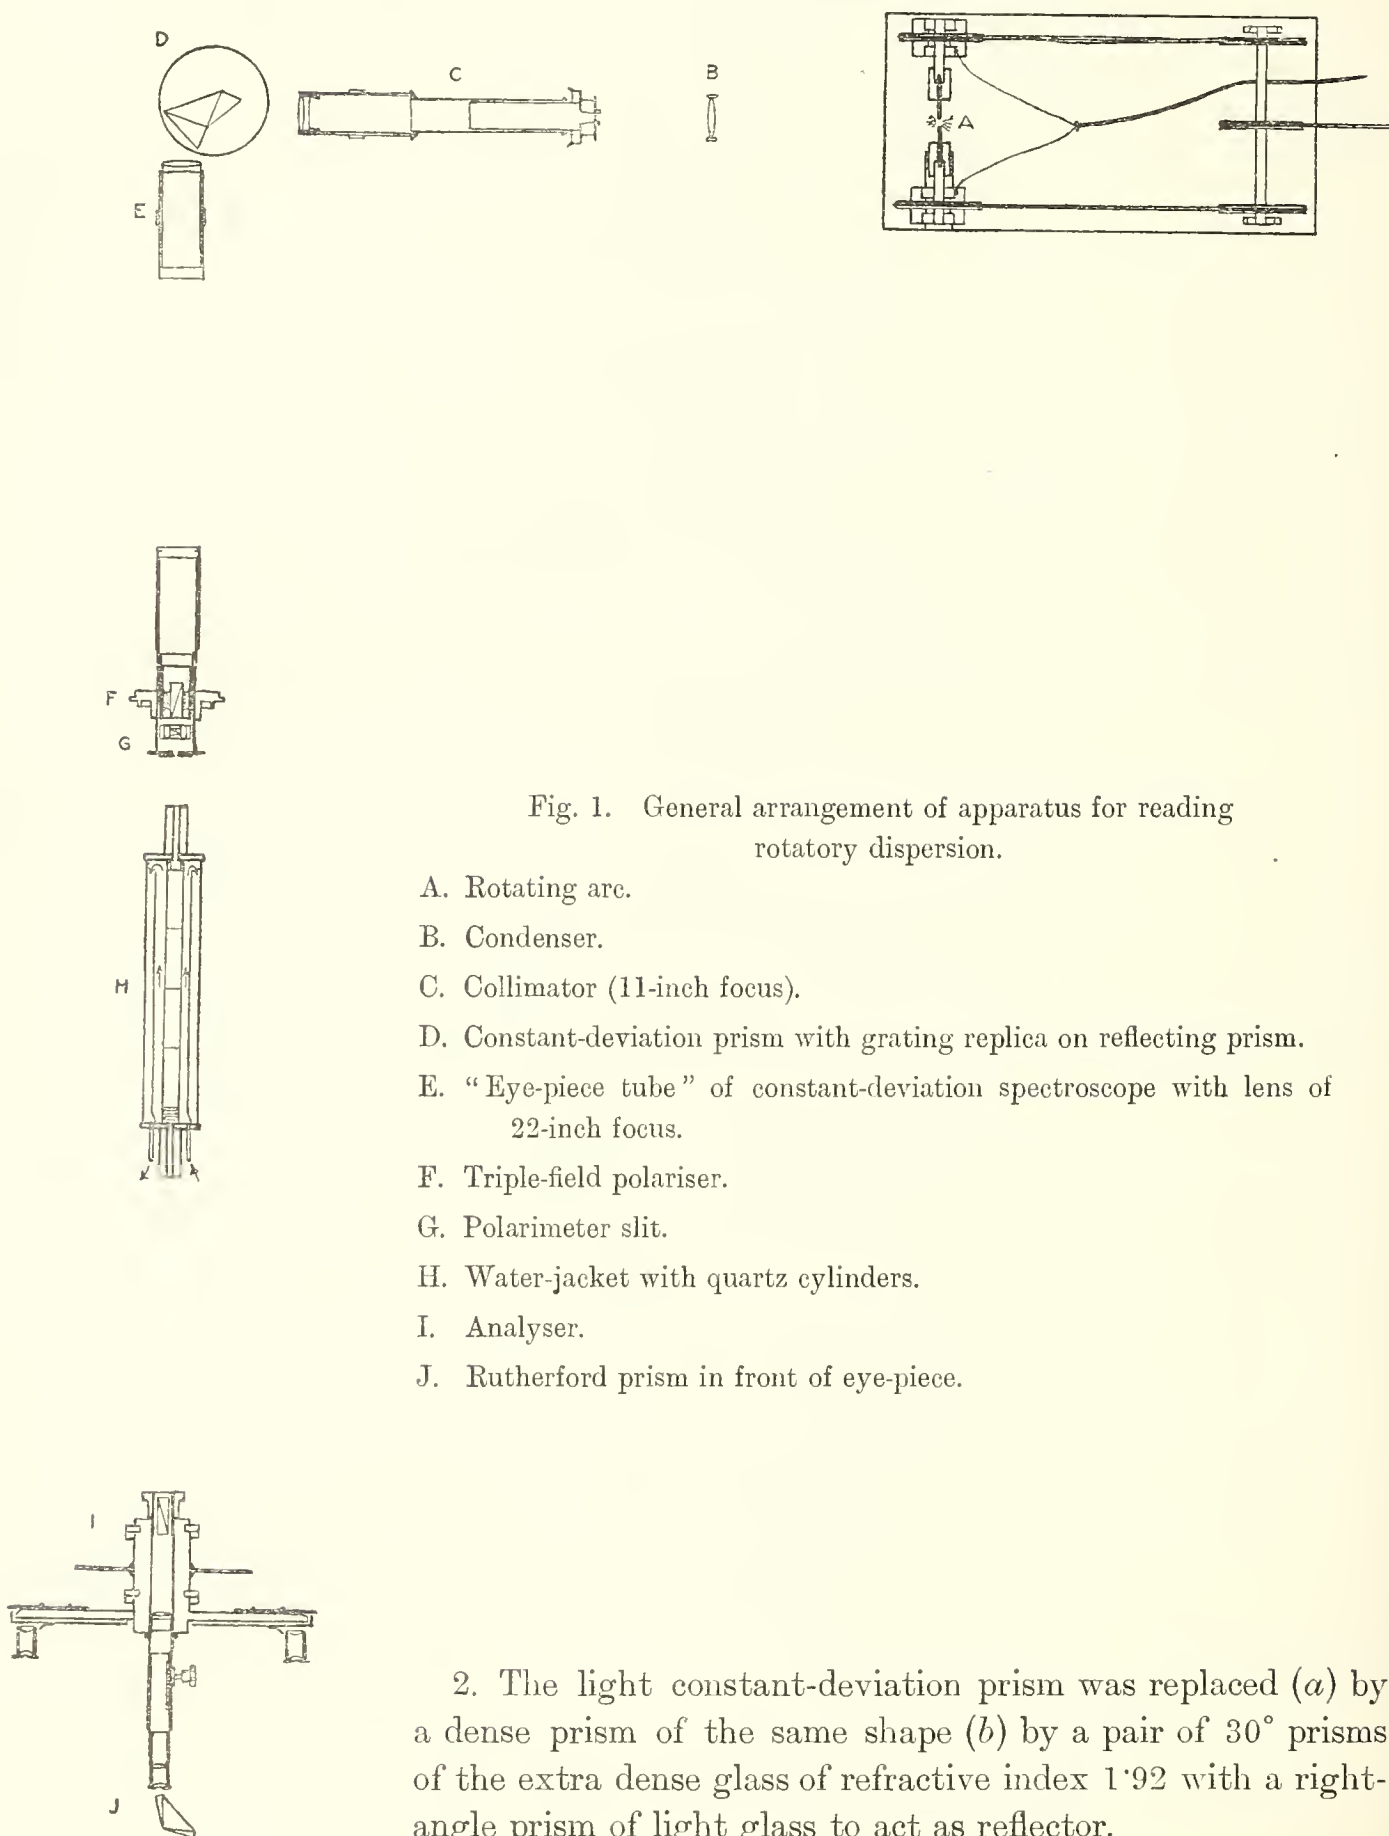 D
C
B
A
E
F
G
Fig. 1. General arrangement of apparatus for reading
rotatory dispersion.
A. Rotating arc.
B. Condenser.
H
C. Collimator (11-inch focus).
D. Constant-deviation prism with grating replica on reflecting prism.
E. “Eye-piece tube” of constant-deviation spectroscope with lens of
22-inch focus.
F. Triple-field polariser.
G. Polarimeter slit.
H. Water-jacket with quartz cylinders.
I. Analyser.
J. Rutherford prism in front of eye-piece.
I
2. The light constant-deviation prism was replaced (a) by
a dense prism of the same shape (b) by a pair of 30° prisms
of the extra dense glass of refractive index 1·92 with a right-
J
angle prism of light glass to act as reflector.